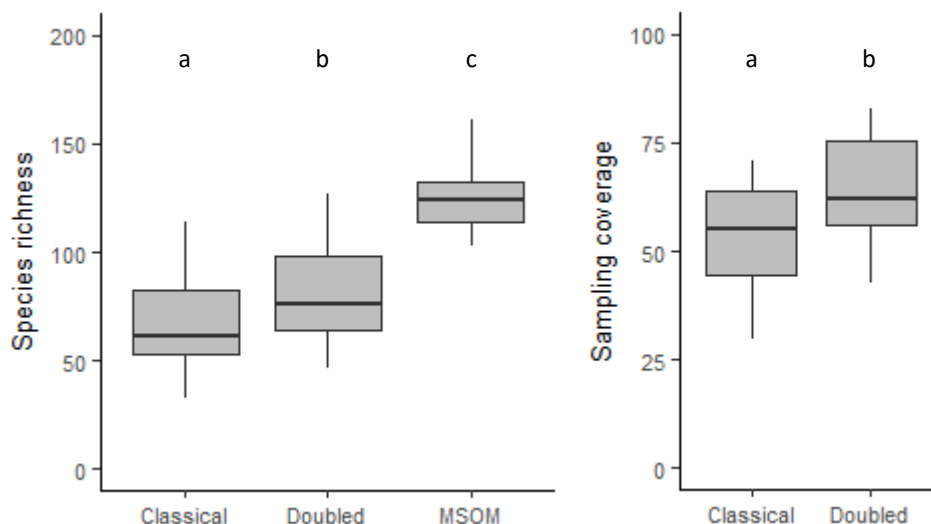 Species richness
200
150
100
50
0
a
b
c
Classical
Doubled
MSOM
Sampling coverage
100
75
50
25
0
a
b
Classical
Doubled